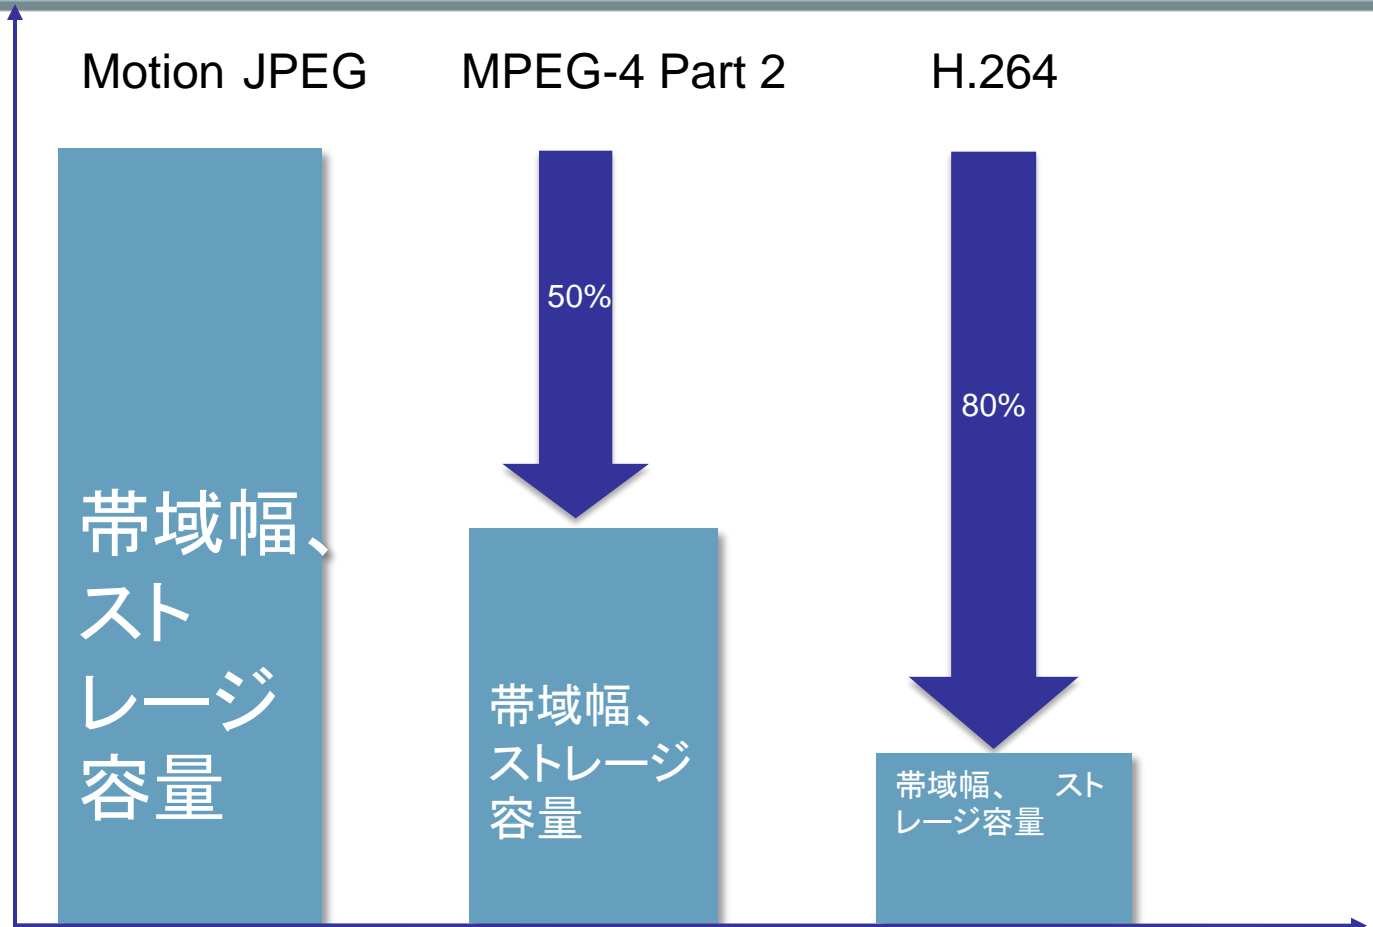 Motion JPEG
MPEG-4 Part 2
H.264
50%
80%
帯域幅、
スト
レージ
容量
帯域幅、
ストレージ
容量
帯域幅、 スト
レージ容量